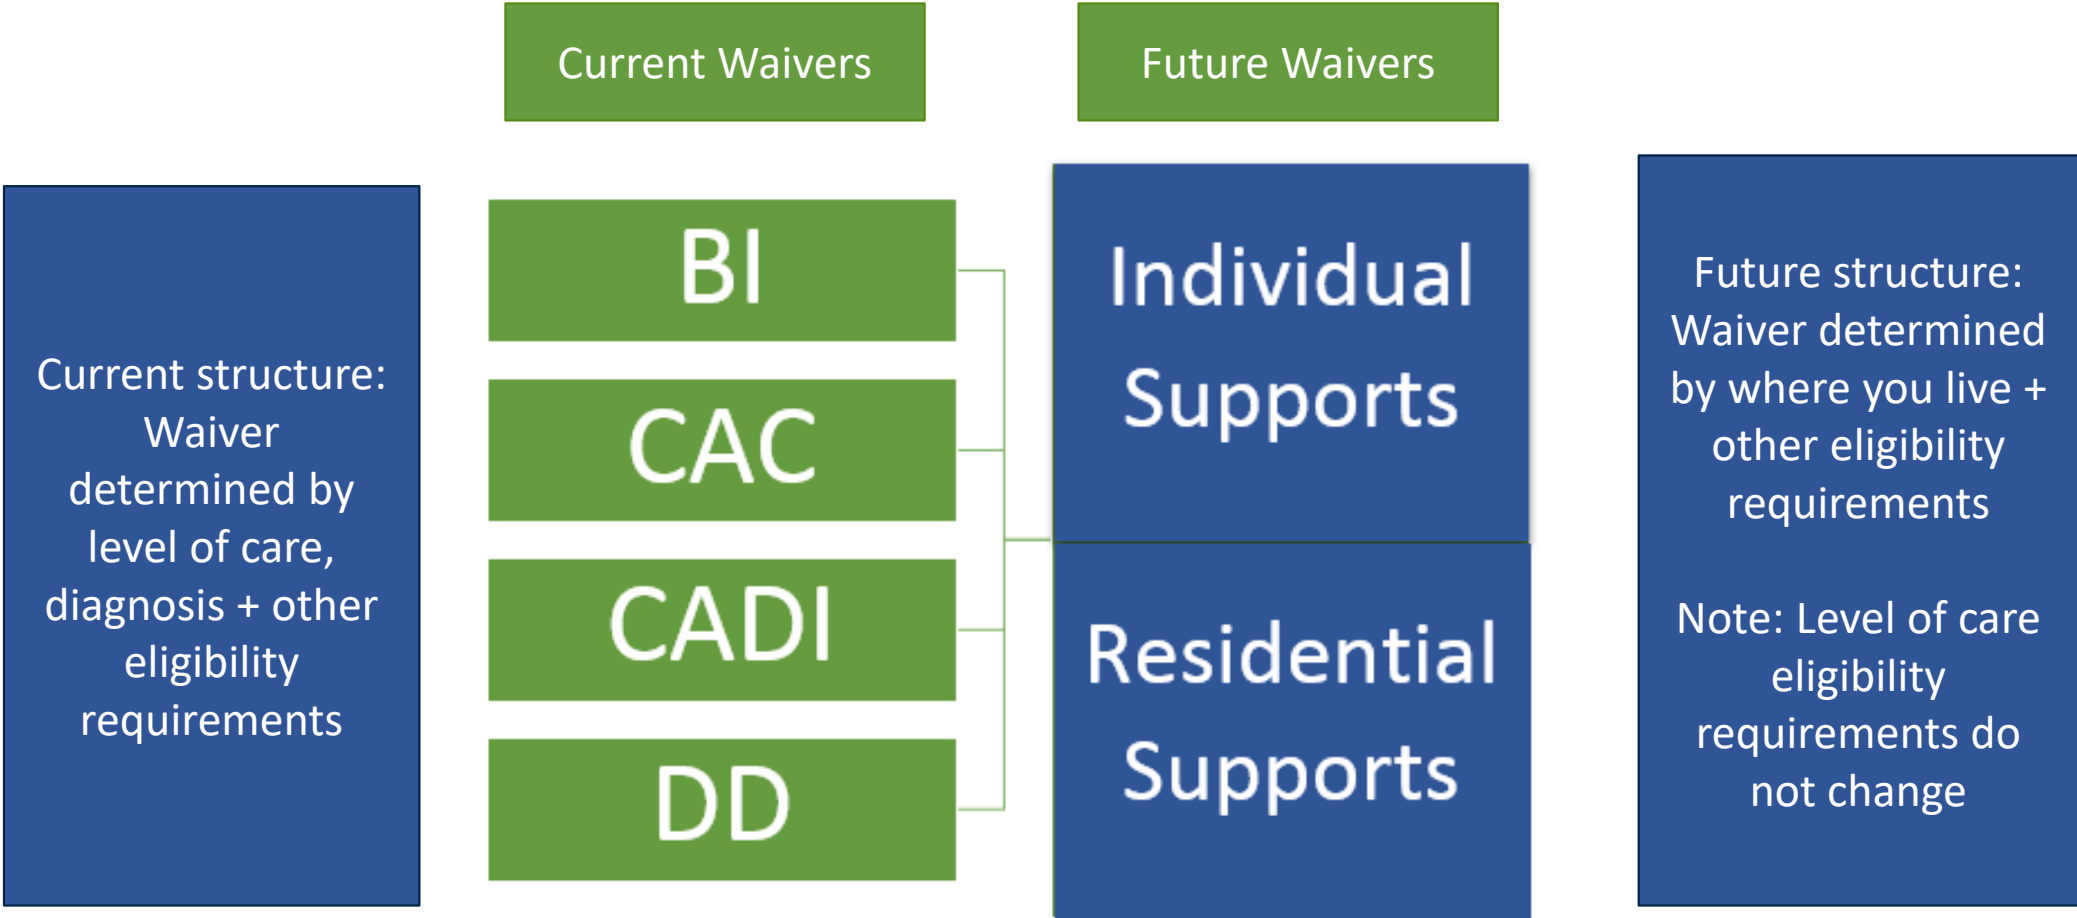 Current Waivers
Future Waivers
Current structure:
Waiver
determined by
level of care,
diagnosis + other
eligibility
requirements
BI
CAC
CADI
DD
Individual
Supports
Residential
Supports
Future structure:
Waiver determined
by where you live +
other eligibility
requirements
Note: Level of care
eligibility
requirements do
not change